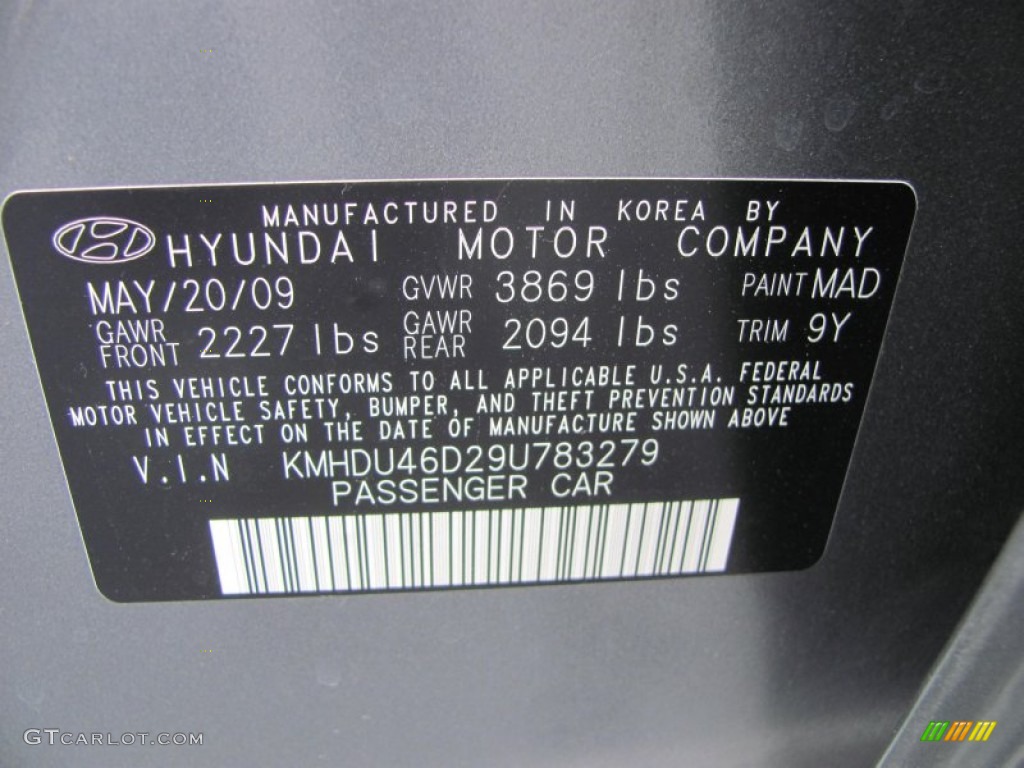 MANUFACTURED IN KOREA BY
HYUNDAI MOTOR COMPANY
MAY/20/09 GVWR 3869 lbs PAINT MAD
GAWR FRONT 2227 lbs GAWR REAR 2094 lbs TRIM 9Y
THIS VEHICLE CONFORMS TO ALL APPLICABLE U.S.A. FEDERAL
MOTOR VEHICLE SAFETY, BUMPER, AND THEFT PREVENTION STANDARDS
IN EFFECT ON THE DATE OF MANUFACTURE SHOWN ABOVE
V.I.N KMHDU46D29U783279
PASSENGER CAR
GTCARLOT.COM